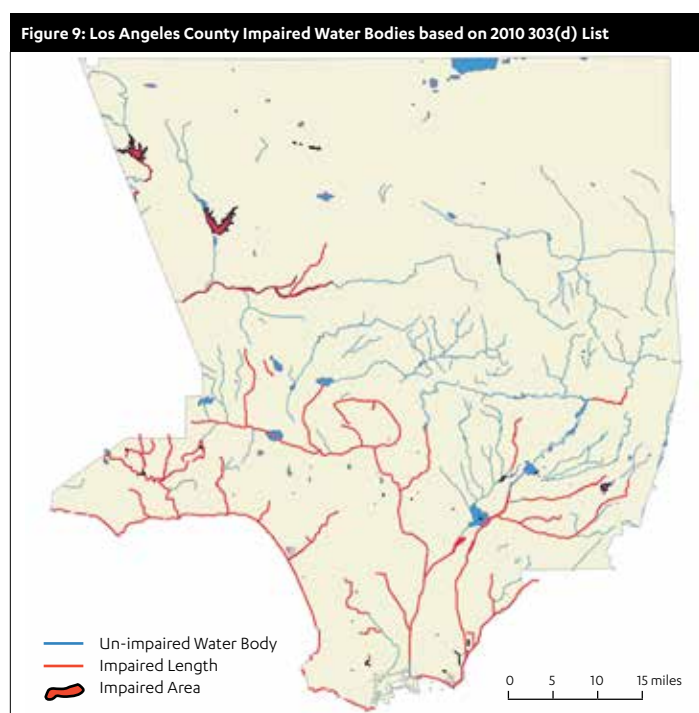 Figure 9: Los Angeles County Impaired Water Bodies based on 2010 303(d) List
Un-impaired Water Body
Impaired Length
Impaired Area
0 5 10 15 miles